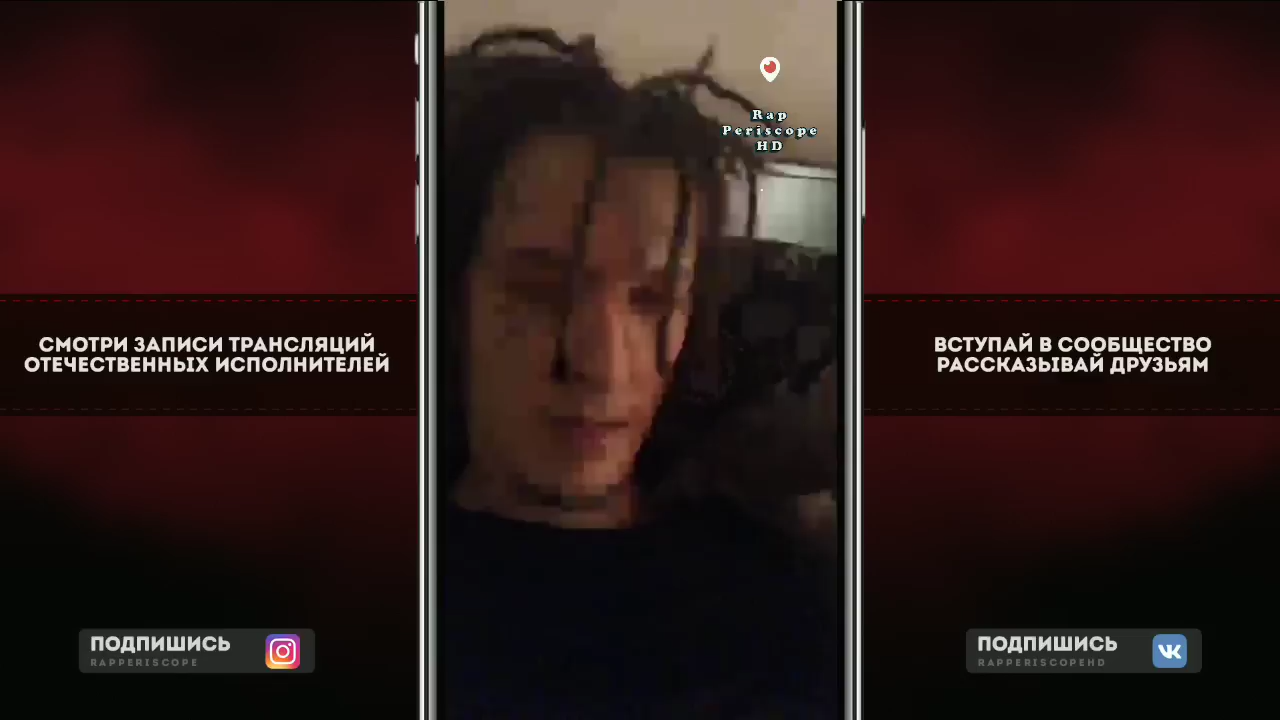 Rap
Periscope
HD
СМОТРИ ЗАПИСИ ТРАНСЛЯЦИЙ
ОТЕЧЕСТВЕННЫХ ИСПОЛНИТЕЛЕЙ
ВСТУПАЙ В СООБЩЕСТВО
РАССКАЗЫВАЙ ДРУЗЬЯМ
ПОДПИШИСЬ
RAPPERISCOPE
ПОДПИШИСЬ
RAPPERISCOPEHD